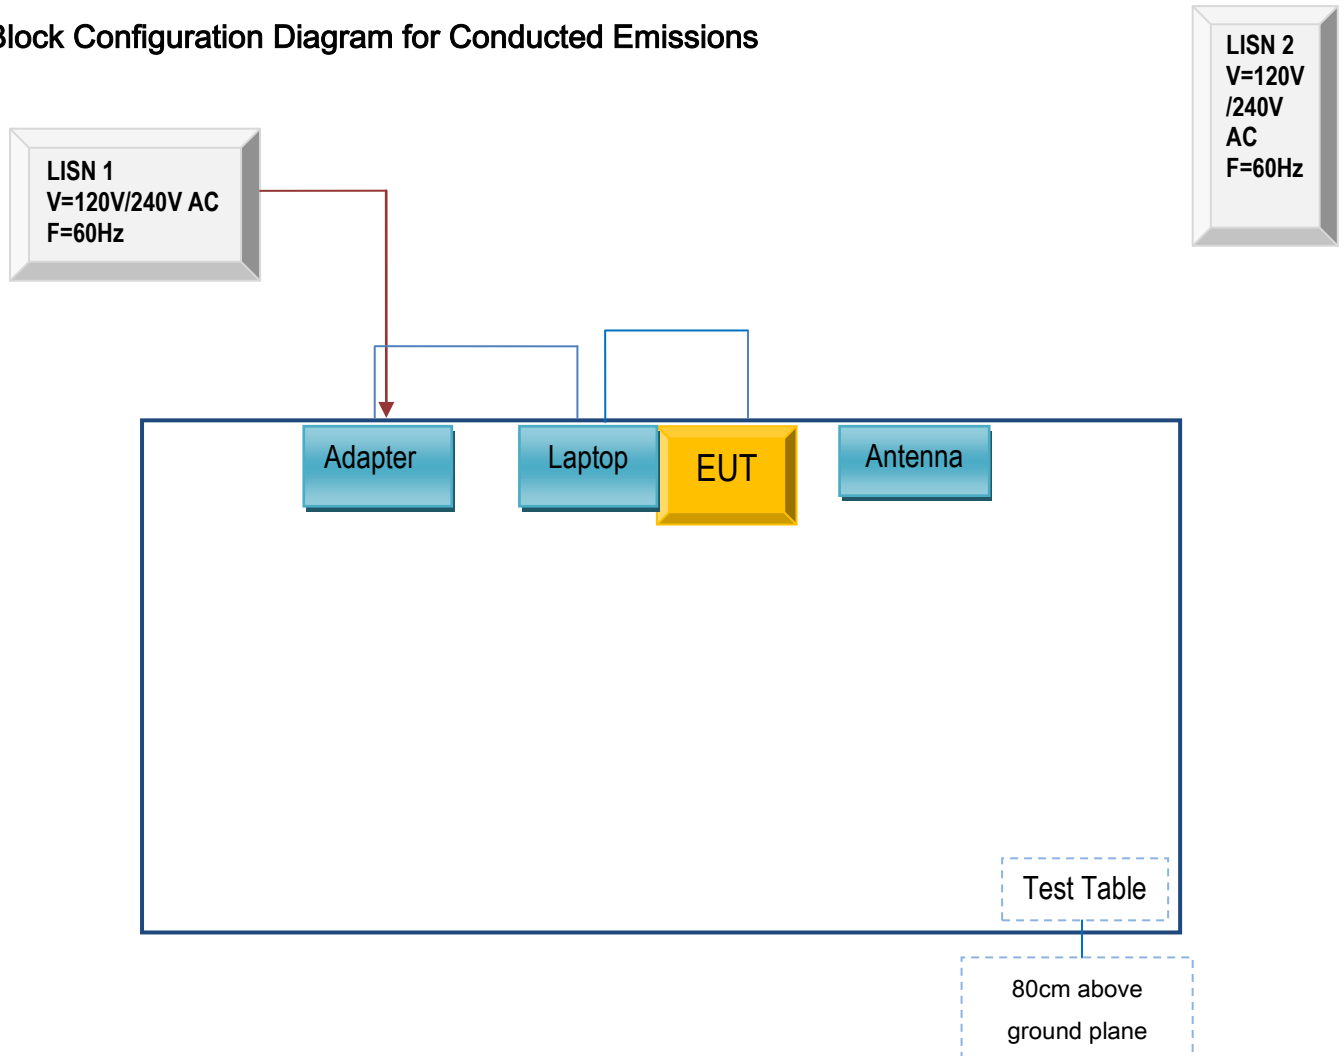 Block Configuration Diagram for Conducted Emissions
LISN 2
V=120V
/240V
AC
F=60Hz
LISN 1
V=120V/240V AC
F=60Hz
Adapter
Laptop
EUT
Antenna
Test Table
80cm above
ground plane